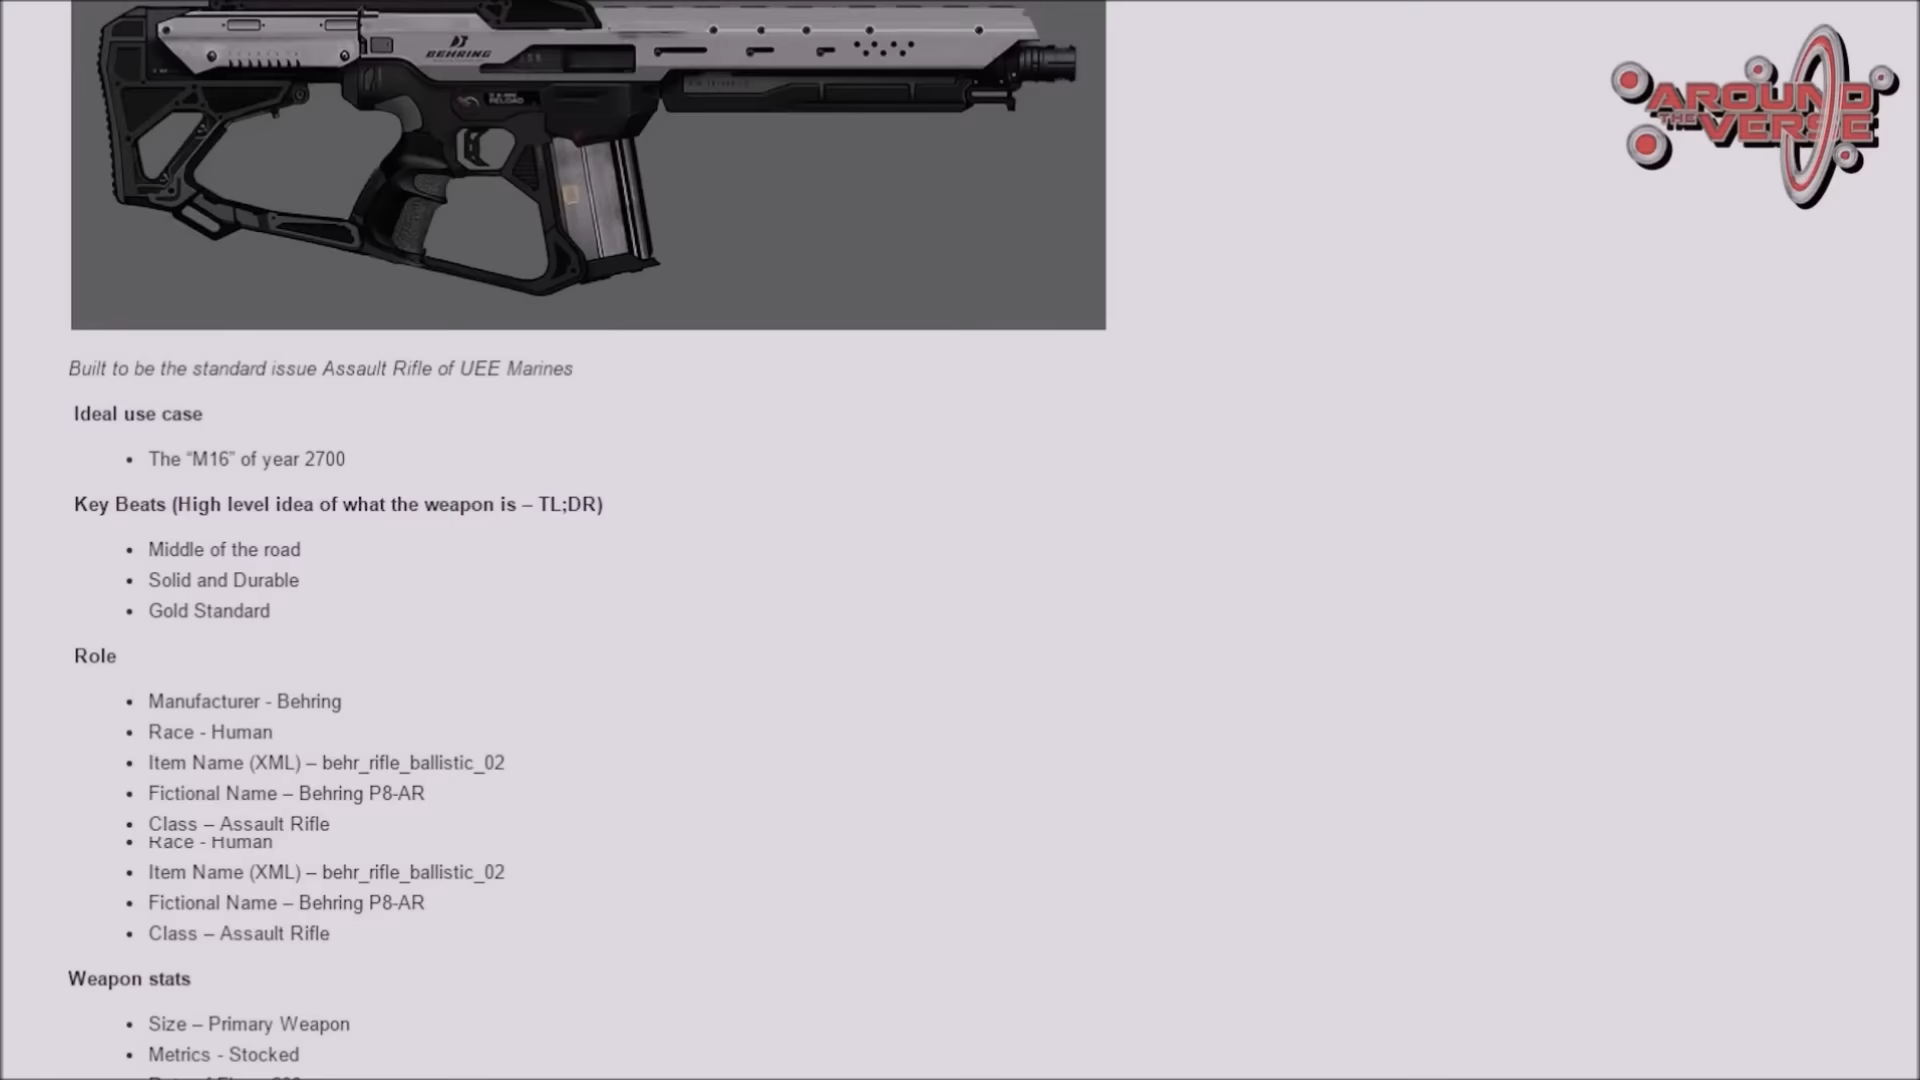 BEHRING
RELOAD
AROUND
THE
VERSE
Built to be the standard issue Assault Rifle of UEE Marines
Ideal use case
• The “M16” of year 2700
Key Beats (High level idea of what the weapon is – TL;DR)
• Middle of the road
• Solid and Durable
• Gold Standard
Role
• Manufacturer - Behring
• Race - Human
• Item Name (XML) – behr_rifle_ballistic_02
• Fictional Name – Behring P8-AR
• Class – Assault Rifle
• Race - Human
• Item Name (XML) – behr_rifle_ballistic_02
• Fictional Name – Behring P8-AR
• Class – Assault Rifle
Weapon stats
• Size – Primary Weapon
• Metrics - Stocked